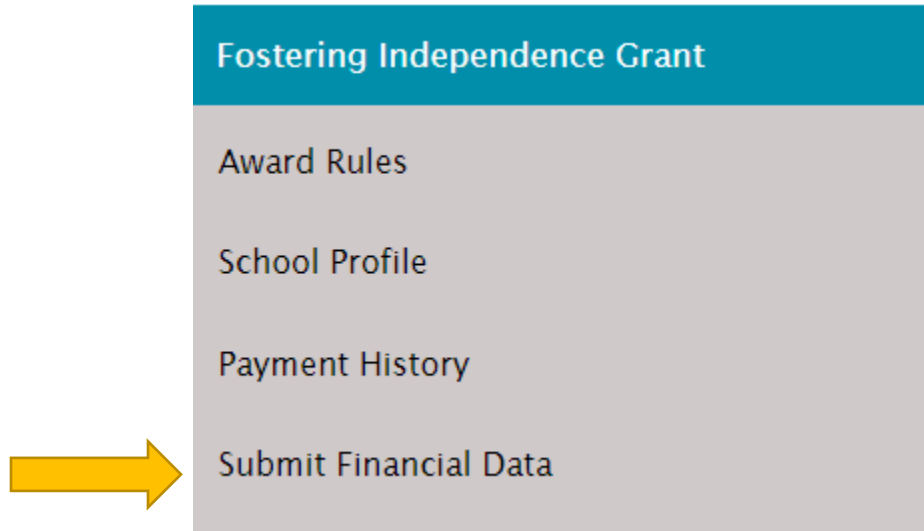 Fostering Independence Grant
Award Rules
School Profile
Payment History
Submit Financial Data